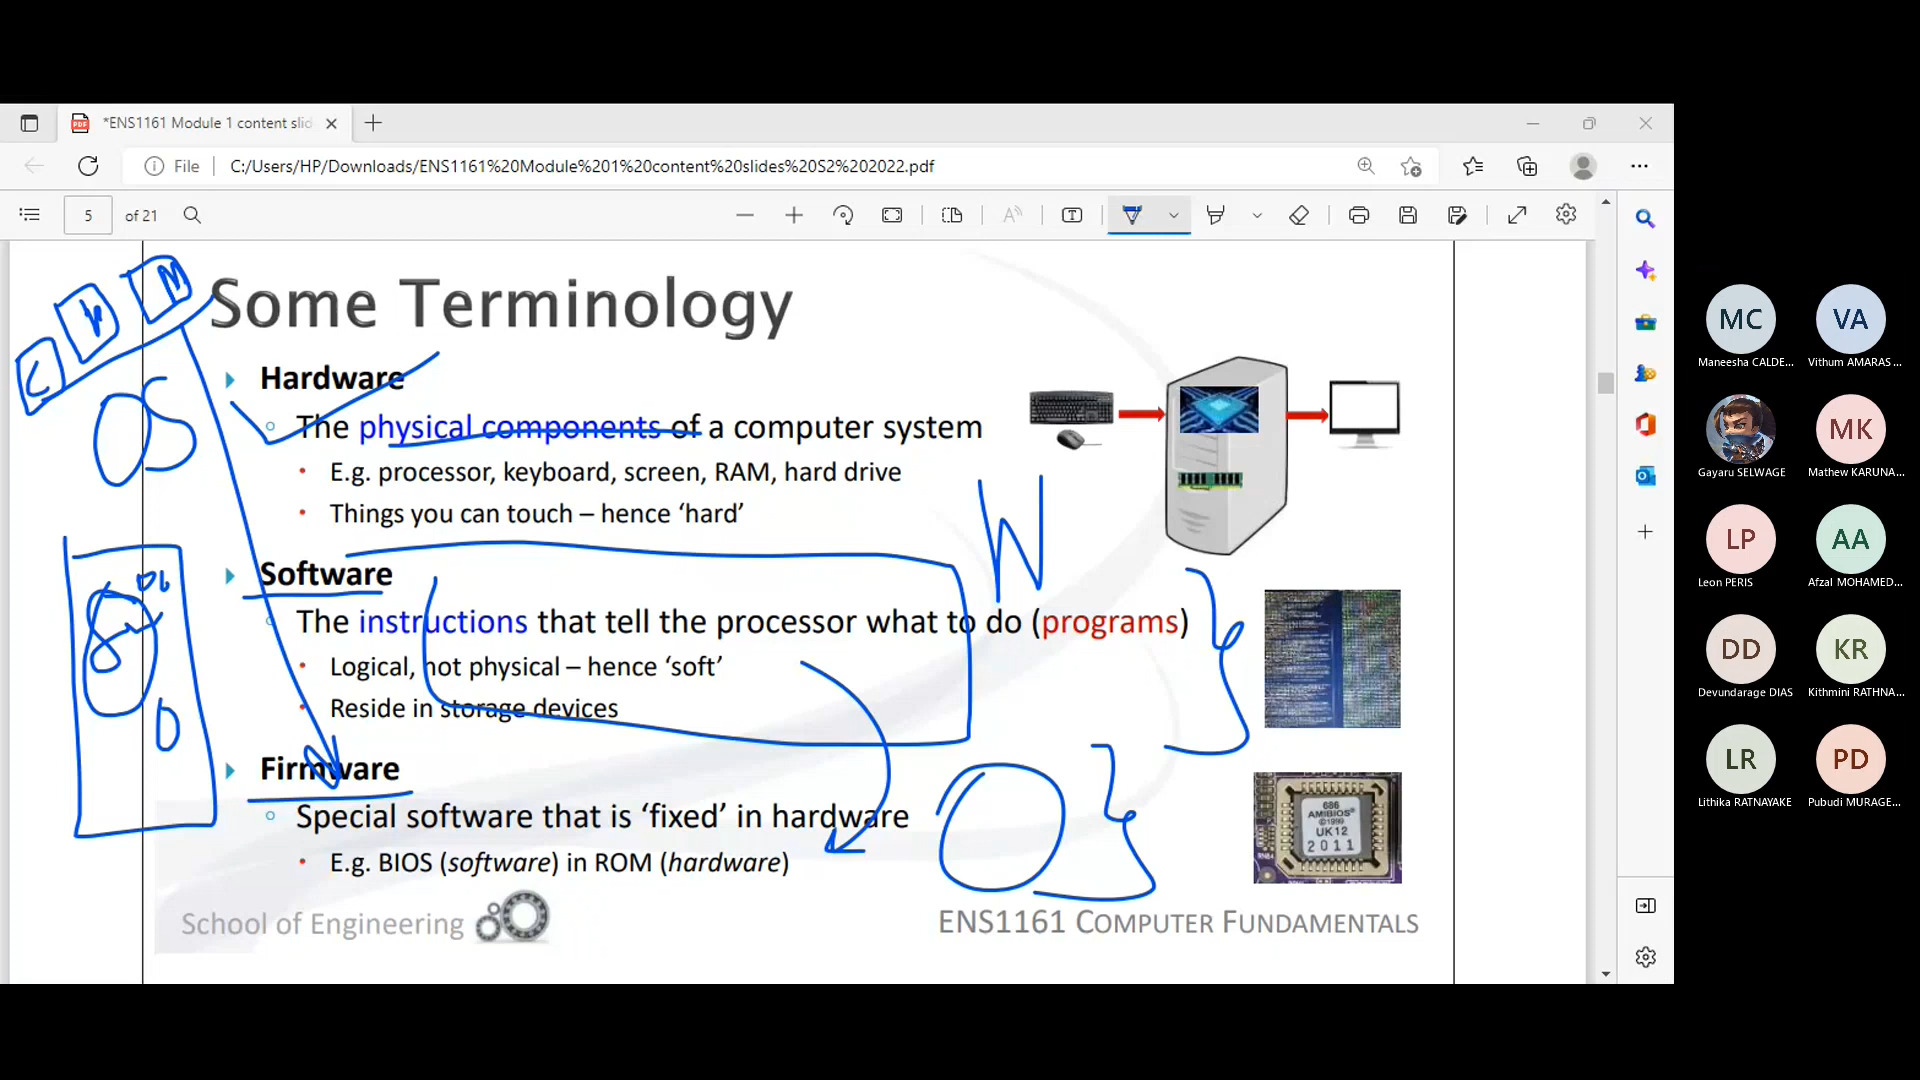 *ENS1161 Module 1 content slid
File
C:/Users/HP/Downloads/ENS1161%20Module%201%20content%20slides%20S2%202022.pdf
5 of 21
Some Terminology
Hardware
The physical components of a computer system
E.g. processor, keyboard, screen, RAM, hard drive
Things you can touch – hence ‘hard’
Software
The instructions that tell the processor what to do (programs)
Logical, not physical – hence ‘soft’
Reside in storage devices
Firmware
Special software that is ‘fixed’ in hardware
E.g. BIOS (software) in ROM (hardware)
School of Engineering
ENS1161 COMPUTER FUNDAMENTALS
OS
686
AMIBIOS
©1999
UK12
2011
MC
VA
Maneesha CALDE...
Vithum AMARAS...
MK
Gayaru SELWAGE
Mathew KARUNA...
LP
AA
Leon PERIS
Afzal MOHAMED...
DD
KR
Devundarage DIAS
Kithmini RATHNA...
LR
PD
Lithika RATNAYAKE
Pubudi MURAGE...